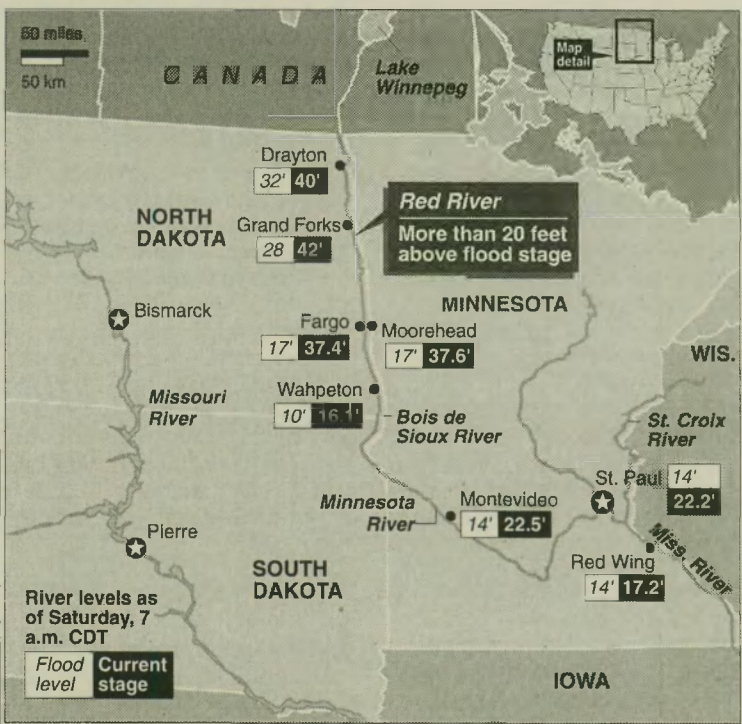 50 miles
50 km
CANADA
Lake
Winnepeg
Map
detail
Drayton
32' 40'
NORTH
DAKOTA
Grand Forks
28 42'
Red River
More than 20 feet
above flood stage
Bismarck
MINNESOTA
Fargo
17' 37.4'
Moorehead
17' 37.6'
WIS.
Wahpeton
10' 16.1'
Missouri
River
Bois de
Sioux River
St. Croix
River
St. Paul 14'
22.2'
Minnesota
River
Montevideo
14' 22.5'
Pierre
Miss. River
Red Wing
14' 17.2'
SOUTH
DAKOTA
River levels as
of Saturday, 7
a.m. CDT
Flood
level
Current
stage
IOWA